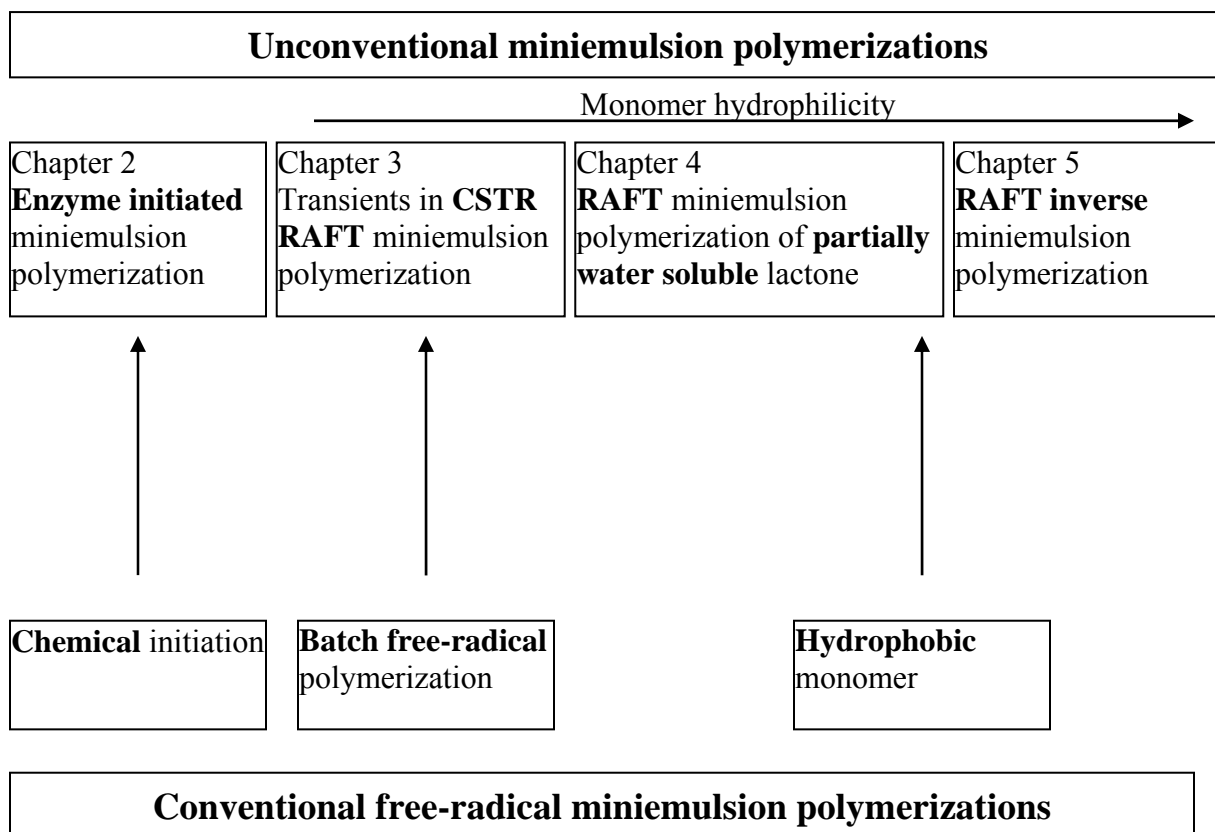 Unconventional miniemulsion polymerizations
Monomer hydrophilicity
Chapter 2
Enzyme initiated
miniemulsion
polymerization
Chapter 3
Transients in CSTR
RAFT miniemulsion
polymerization
Chapter 4
RAFT miniemulsion
polymerization of partially
water soluble lactone
Chapter 5
RAFT inverse
miniemulsion
polymerization
Chemical initiation
Batch free-radical
polymerization
Hydrophobic
monomer
Conventional free-radical miniemulsion polymerizations